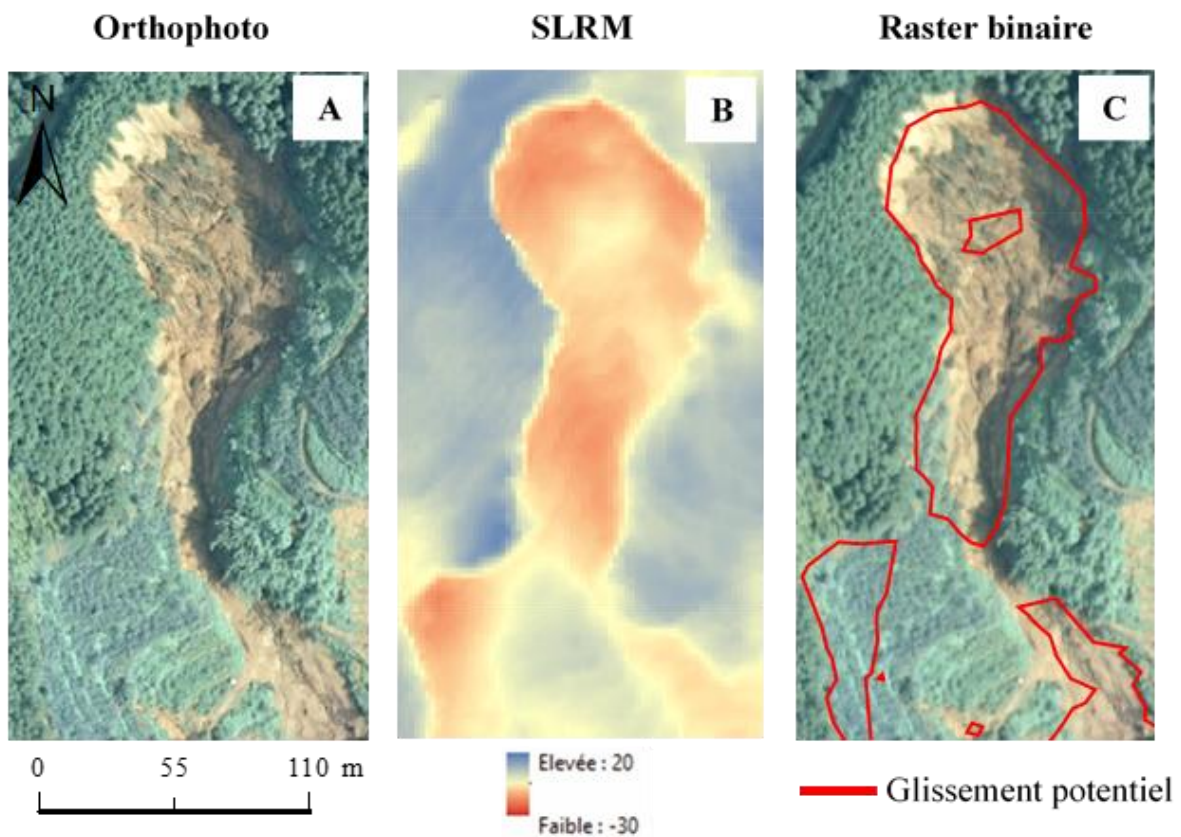 Orthophoto SLRM Raster binaire
N A B C
0 55 110 m
Elevée : 20
Faible : -30
Glissement potentiel